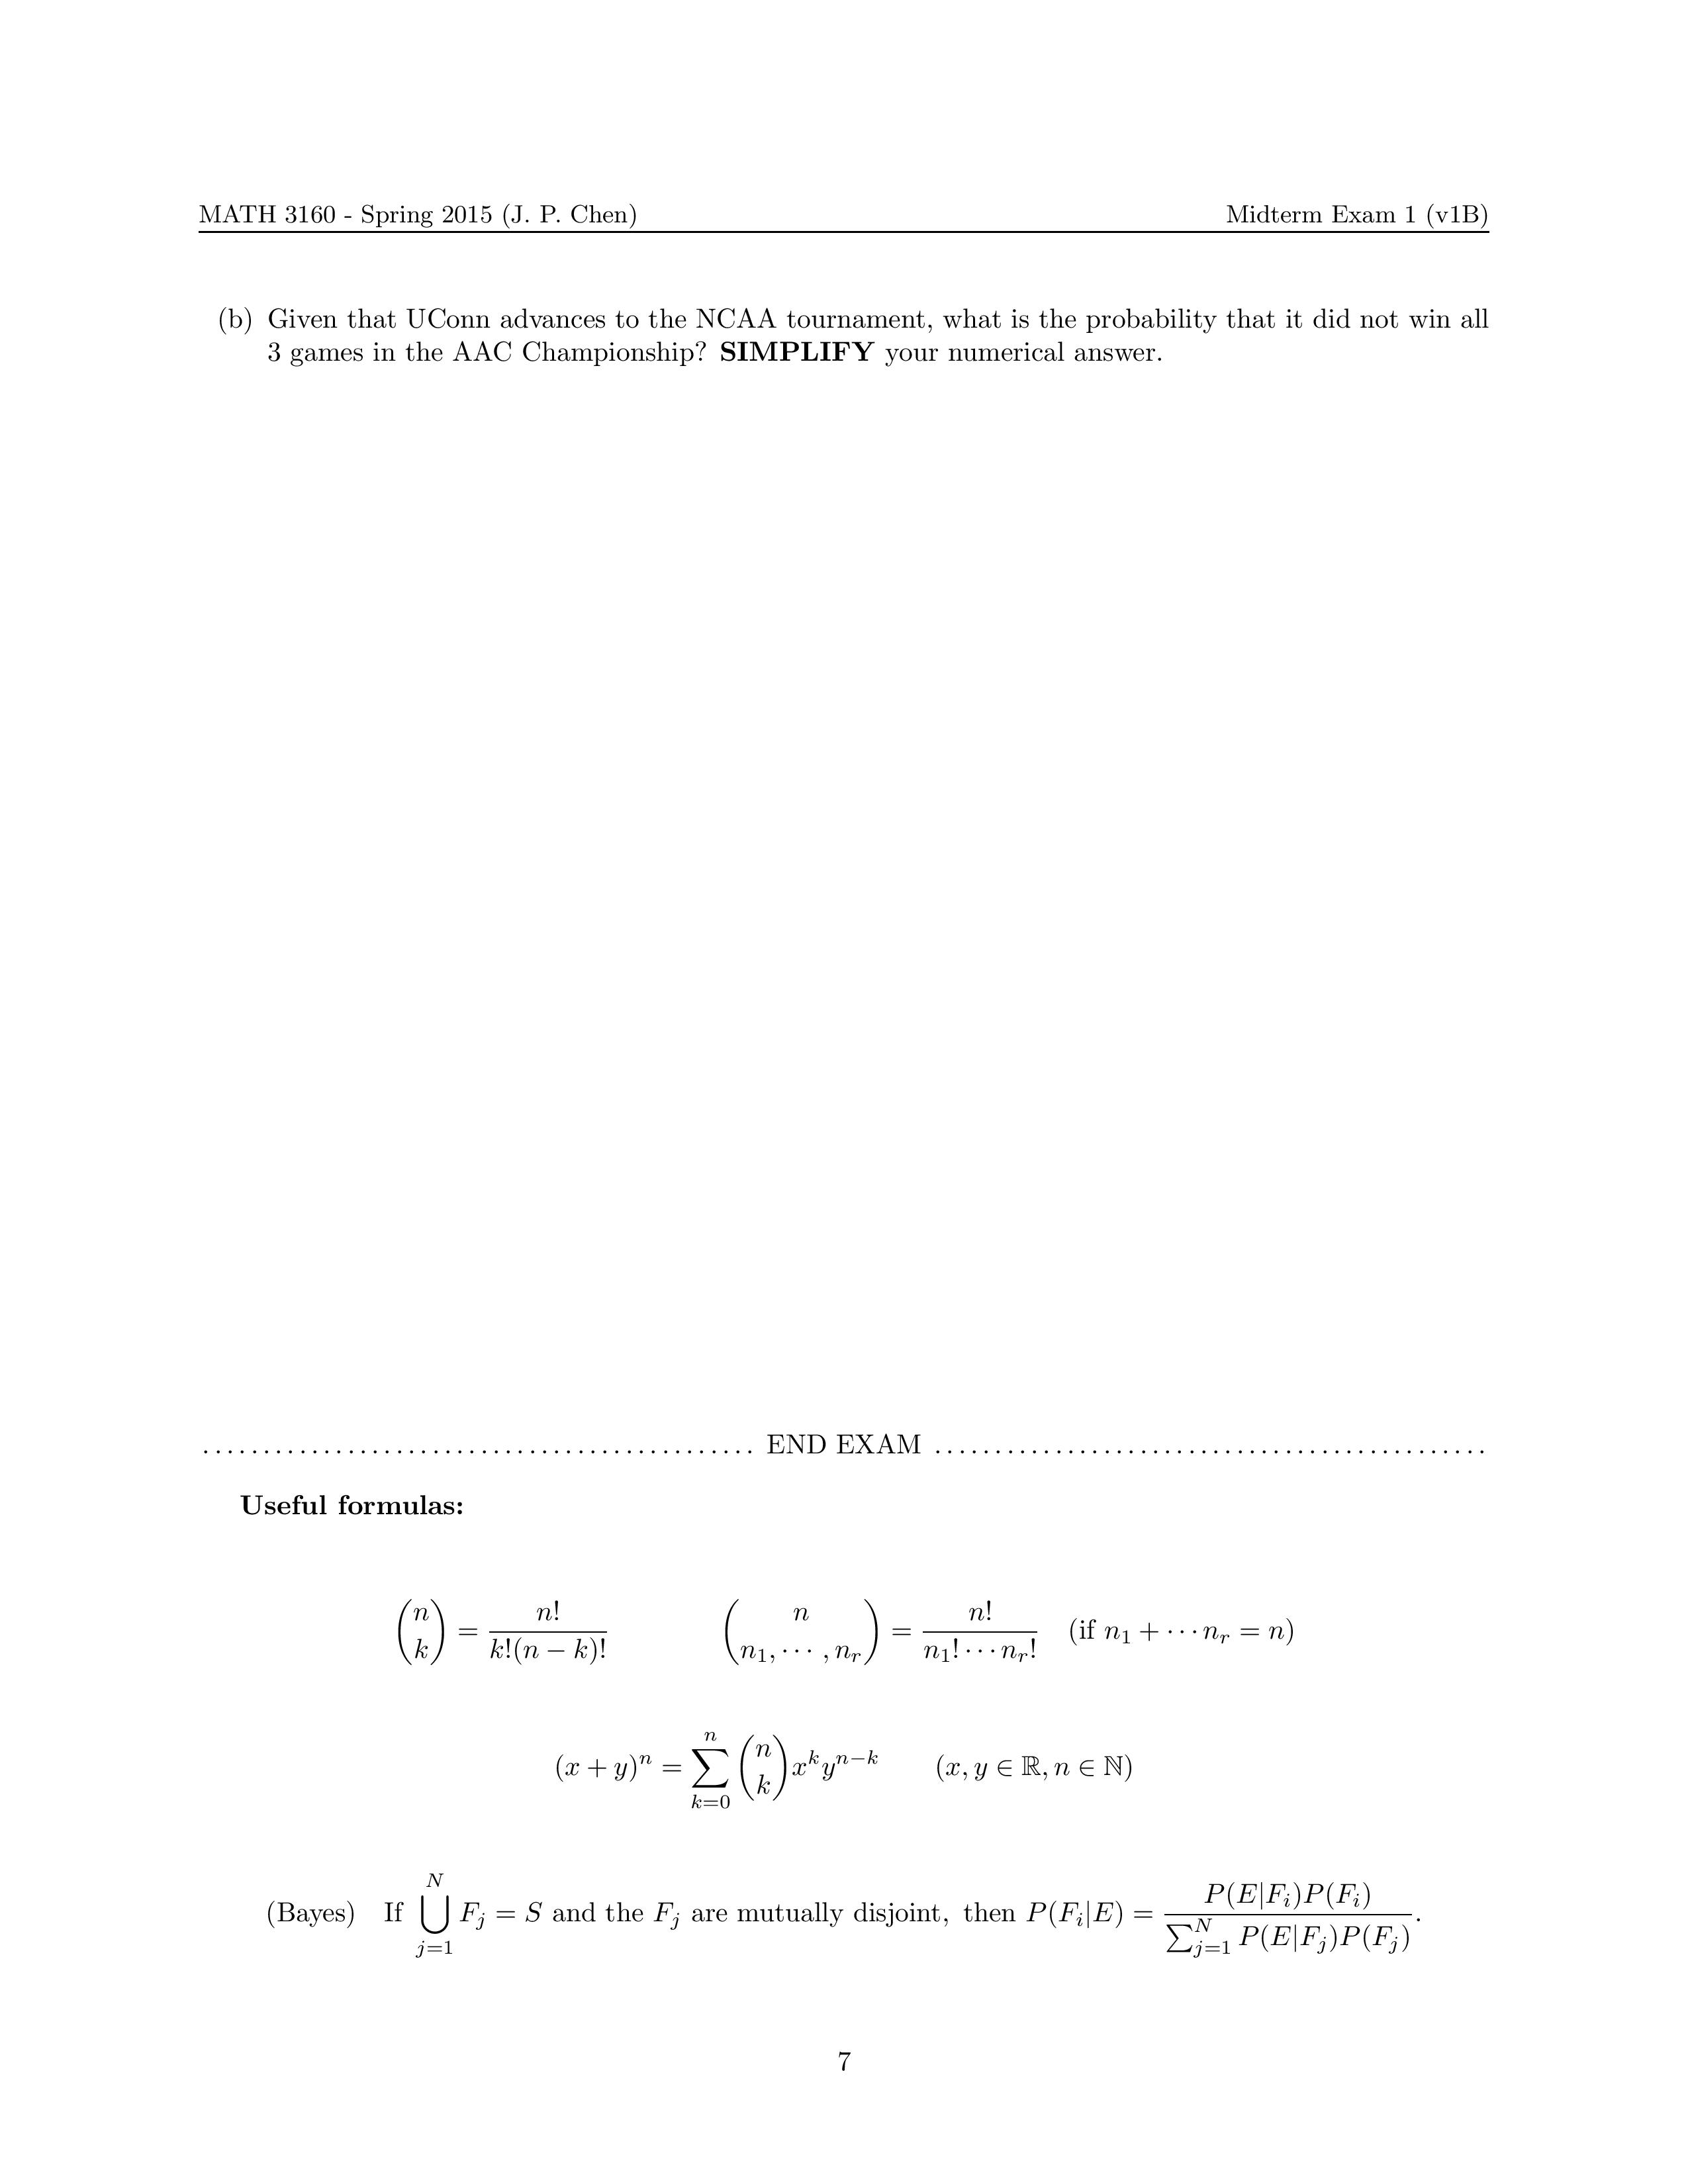 MATH 3160 - Spring 2015 (J. P. Chen) Midterm Exam 1 (v1B)
(b) Given that UConn advances to the NCAA tournament, what is the probability that it did not win all
3 games in the AAC Championship? SIMPLIFY your numerical answer.
............................................. END EXAM .............................................
Useful formulas:
\binom{n}{k} = \frac{n!}{k!(n-k)!} \binom{n}{n_1, \cdots, n_r} = \frac{n!}{n_1! \cdots n_r!} (if n_1 + \cdots n_r = n)
(x + y)^n = \sum_{k=0}^{n} \binom{n}{k} x^k y^{n-k} (x, y ∈ ℝ, n ∈ ℕ)
(Bayes) If \bigcup_{j=1}^{N} F_j = S and the F_j are mutually disjoint, then P(F_i|E) = \frac{P(E|F_i)P(F_i)}{\sum_{j=1}^{N} P(E|F_j)P(F_j)}.
7